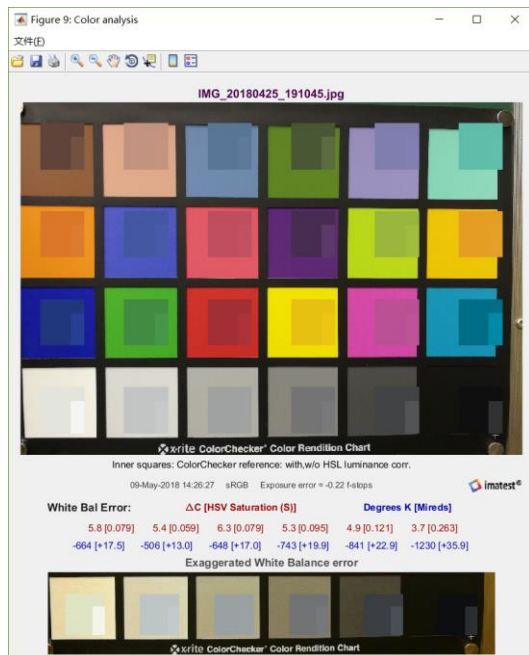 Figure 9: Color analysis
文件(F)
IMG_20180425_191045.jpg
x-rite ColorChecker® Color Rendition Chart
Inner squares: ColorChecker reference: with,w/o HSL luminance corr.
09-May-2018 14:26:27 sRGB Exposure error = -0.22 f-stops
imatest®
White Bal Error: ΔC [HSV Saturation (S)] Degrees K [Mireds]
5.8 [0.079] 5.4 [0.059] 6.3 [0.079] 5.3 [0.095] 4.9 [0.121] 3.7 [0.263]
-664 [+17.5] -506 [+13.0] -648 [+17.0] -743 [+19.9] -841 [+22.9] -1230 [+35.9]
Exaggerated White Balance error
x-rite ColorChecker® Color Rendition Chart